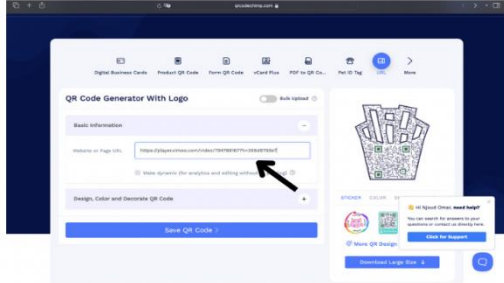 qrcodechimp.com
Digital Business Cards
Product QR Code
Form QR Code
vCard Plus
PDF to QR Co...
Pet ID Tag
URL
More
QR Code Generator With Logo
Bulk Upload
Basic Information
Website or Page URL
Make dynamic (for analytics and editing without
Design, Color and Decorate QR Code
Save QR Code >
STICKER
COLOR
Hi Njood Omar, need help?
You can search for answers to your
questions or contact us directly here.
Click for Support
More QR Design
Download Large Size